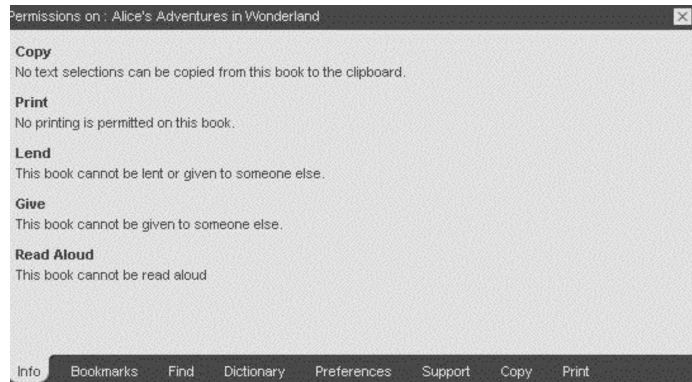 Permissions on : Alice's Adventures in Wonderland
Copy
No text selections can be copied from this book to the clipboard.
Print
No printing is permitted on this book.
Lend
This book cannot be lent or given to someone else.
Give
This book cannot be given to someone else.
Read Aloud
This book cannot be read aloud
Info Bookmarks Find Dictionary Preferences Support Copy Print